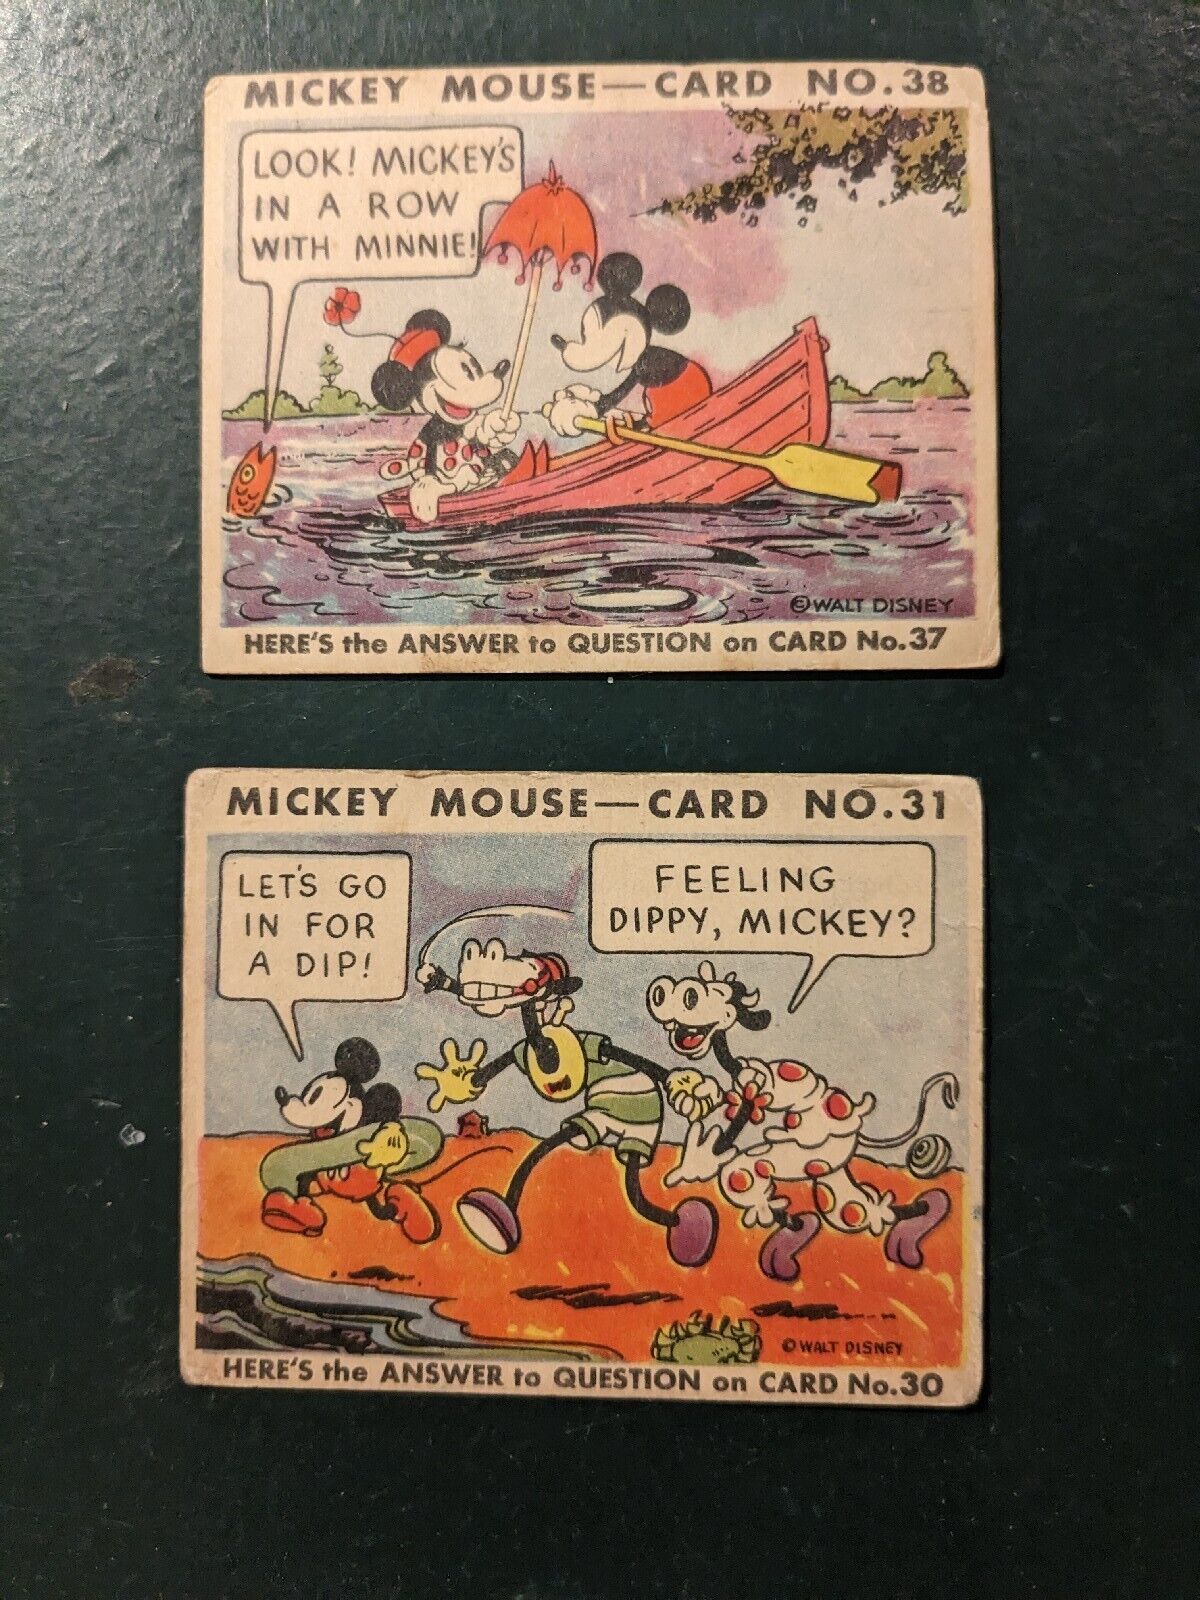 MICKEY MOUSE—CARD NO.38
LOOK! MICKEY'S
IN A ROW
WITH MINNIE!
©WALT DISNEY
HERE'S the ANSWER to QUESTION on CARD No.37
MICKEY MOUSE—CARD NO.31
LET'S GO
IN FOR
A DIP!
FEELING
DIPPY, MICKEY?
©WALT DISNEY
HERE'S the ANSWER to QUESTION on CARD No.30